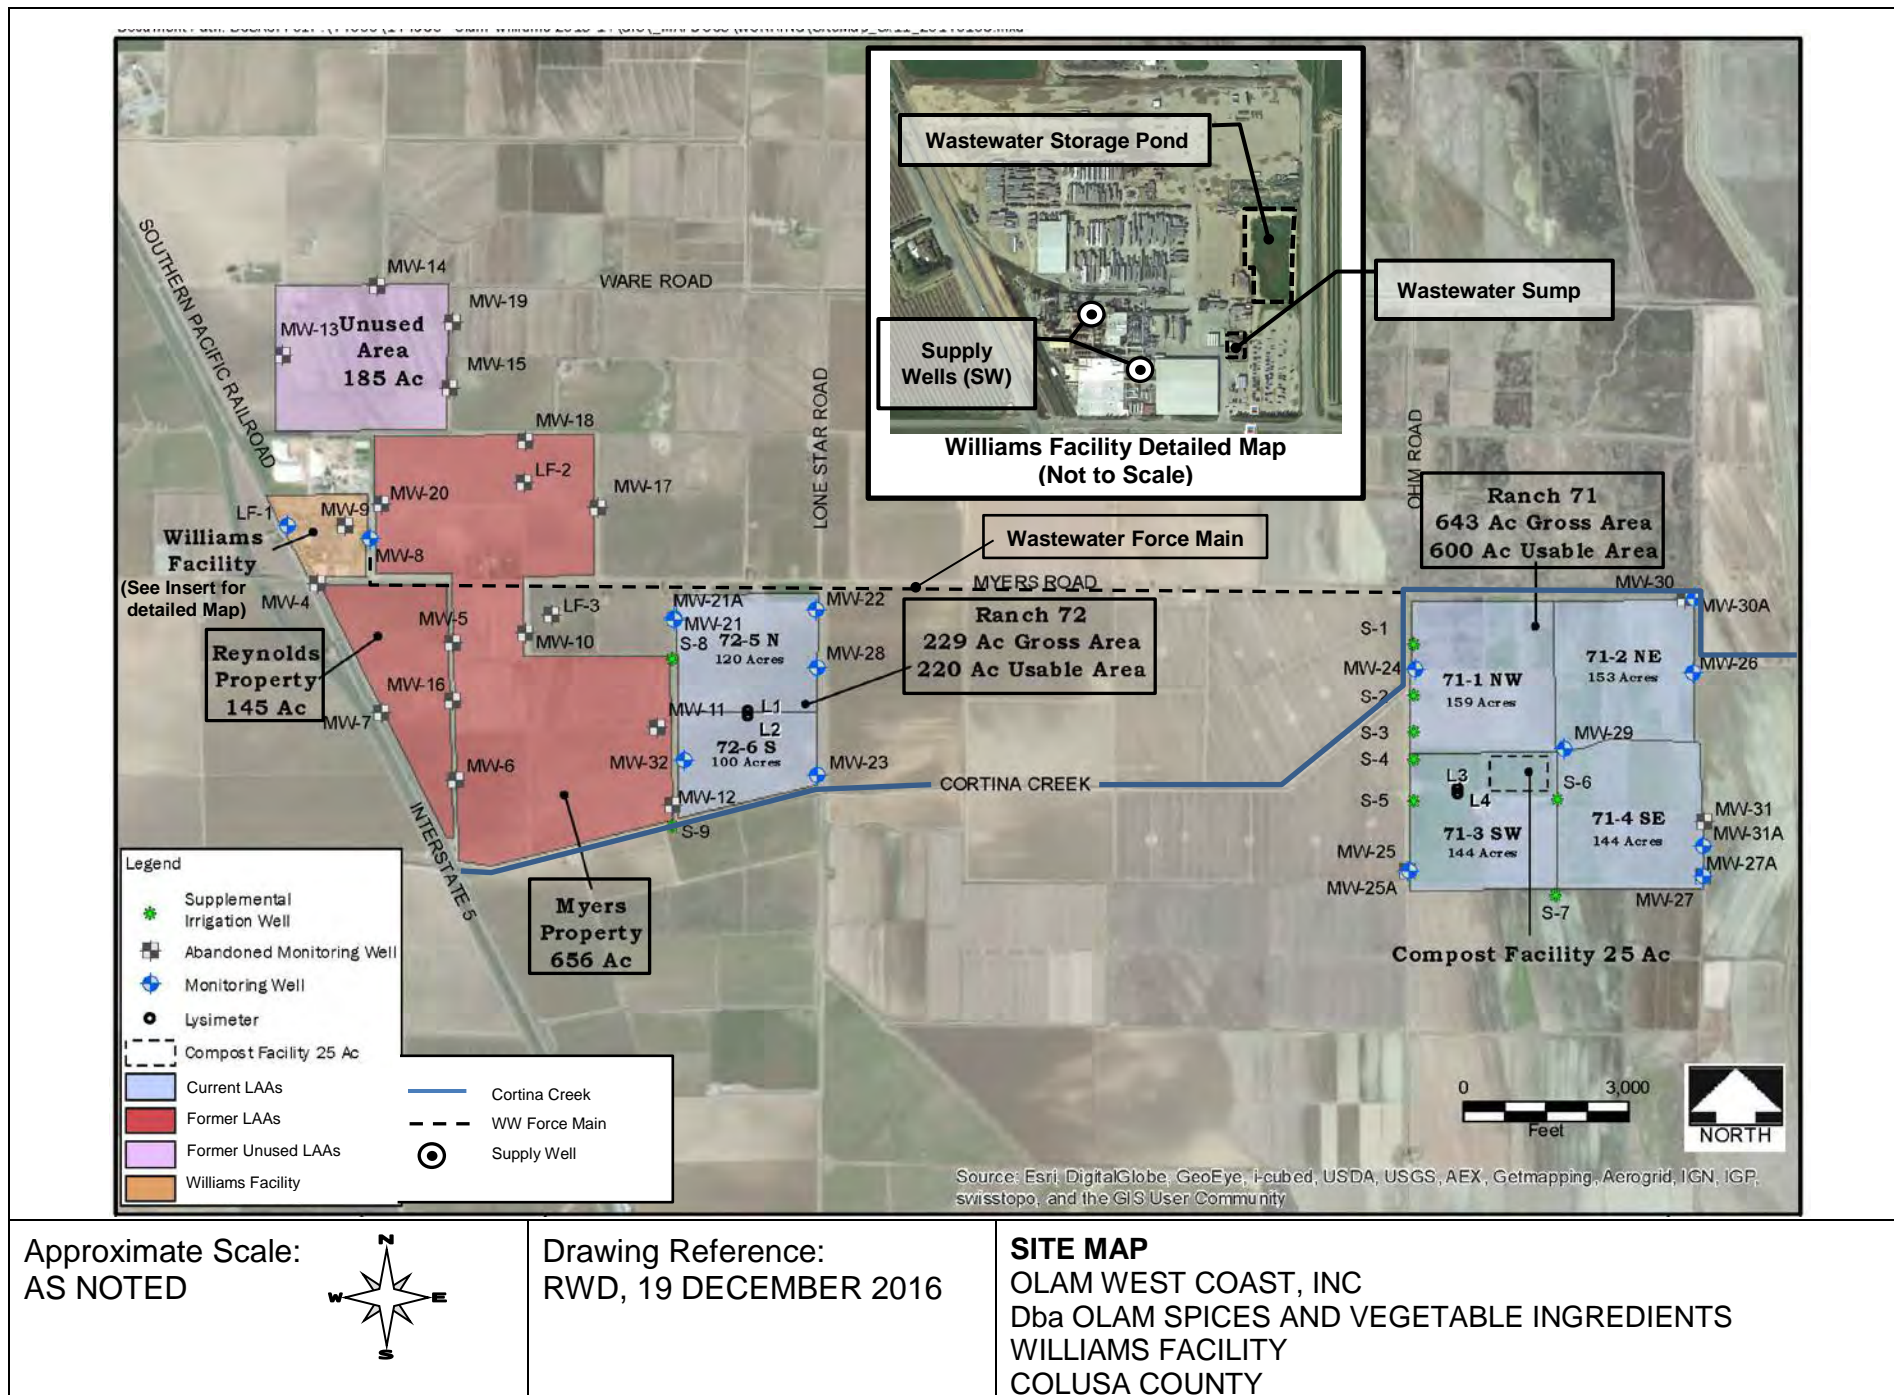 Wastewater Storage Pond
Wastewater Sump
Supply
Wells (SW)
Williams Facility Detailed Map
(Not to Scale)
SOUTHERN PACIFIC RAILROAD
WARE ROAD
LONE STAR ROAD
OHM ROAD
MYERS ROAD
INTERSTATE 5
CORTINA CREEK
MW-14
MW-19
MW-13
Unused
Area
185 Ac
MW-15
MW-18
LF-2
MW-17
MW-20
LF-1
MW-9
MW-8
Williams
Facility
(See Insert for
detailed Map)
MW-4
Wastewater Force Main
Ranch 71
643 Ac Gross Area
600 Ac Usable Area
MW-30
MW-30A
Reynolds
Property
145 Ac
MW-5
LF-3
MW-10
MW-16
MW-7
MW-6
MW-21A
MW-21
S-8
72-5 N
120 Acres
MW-22
MW-28
Ranch 72
229 Ac Gross Area
220 Ac Usable Area
MW-11
L1
L2
72-6 S
100 Acres
MW-32
MW-23
MW-12
S-9
Myers
Property
656 Ac
S-1
MW-24
S-2
S-3
S-4
S-5
71-1 NW
159 Acres
71-2 NE
153 Acres
MW-26
MW-29
L3
L4
S-6
71-3 SW
144 Acres
71-4 SE
144 Acres
MW-31
MW-31A
MW-27A
MW-27
MW-25
MW-25A
S-7
Compost Facility 25 Ac
Legend
Supplemental
Irrigation Well
Abandoned Monitoring Well
Monitoring Well
Lysimeter
Compost Facility 25 Ac
Current LAAs
Former LAAs
Former Unused LAAs
Williams Facility
Cortina Creek
WW Force Main
Supply Well
0 3,000
Feet
NORTH
Source: Esri, DigitalGlobe, GeoEye, i-cubed, USDA, USGS, AEX, Getmapping, Aerogrid, IGN, IGP,
swisstopo, and the GIS User Community
Approximate Scale:
AS NOTED
N
W E
S
Drawing Reference:
RWD, 19 DECEMBER 2016
SITE MAP
OLAM WEST COAST, INC
Dba OLAM SPICES AND VEGETABLE INGREDIENTS
WILLIAMS FACILITY
COLUSA COUNTY